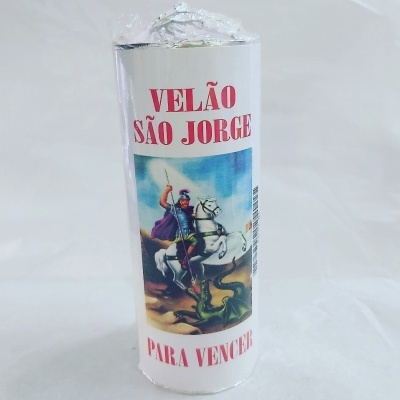 VELÃO
SÃO JORGE
PARA VENCER